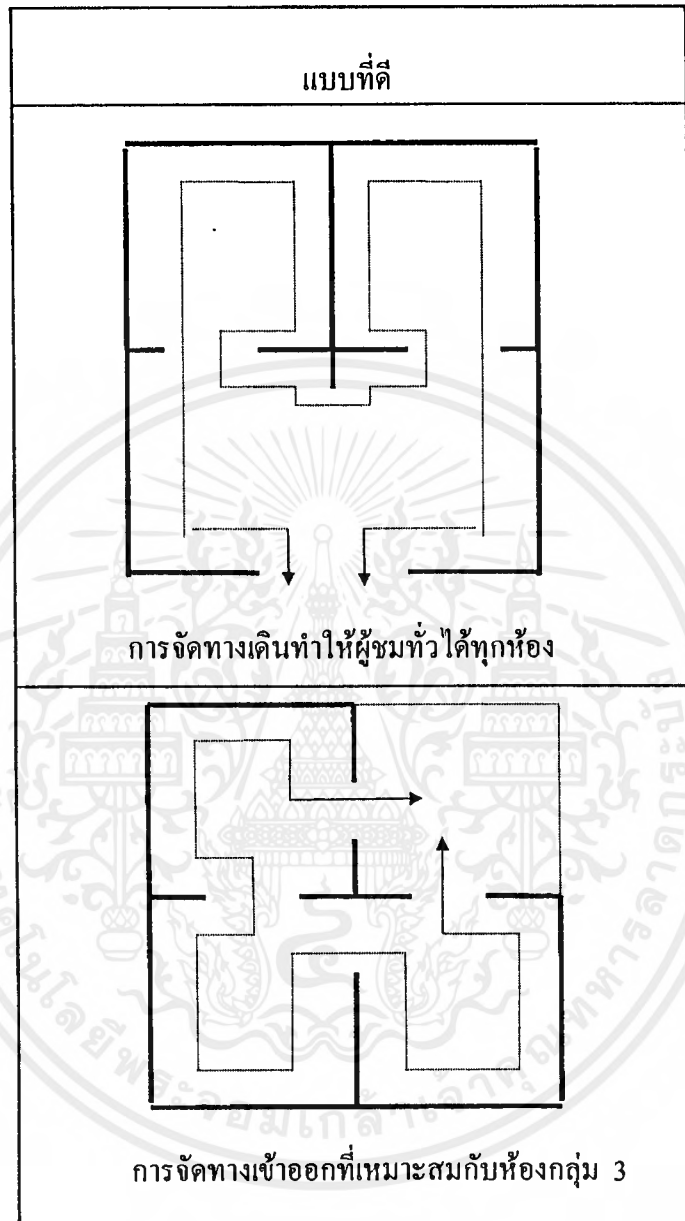 แบบที่ดี
การจัดทางเดินทำให้ผู้ชมทั่วได้ทุกห้อง
การจัดทางเข้าออกที่เหมาะสมกับห้องกลุ่ม 3